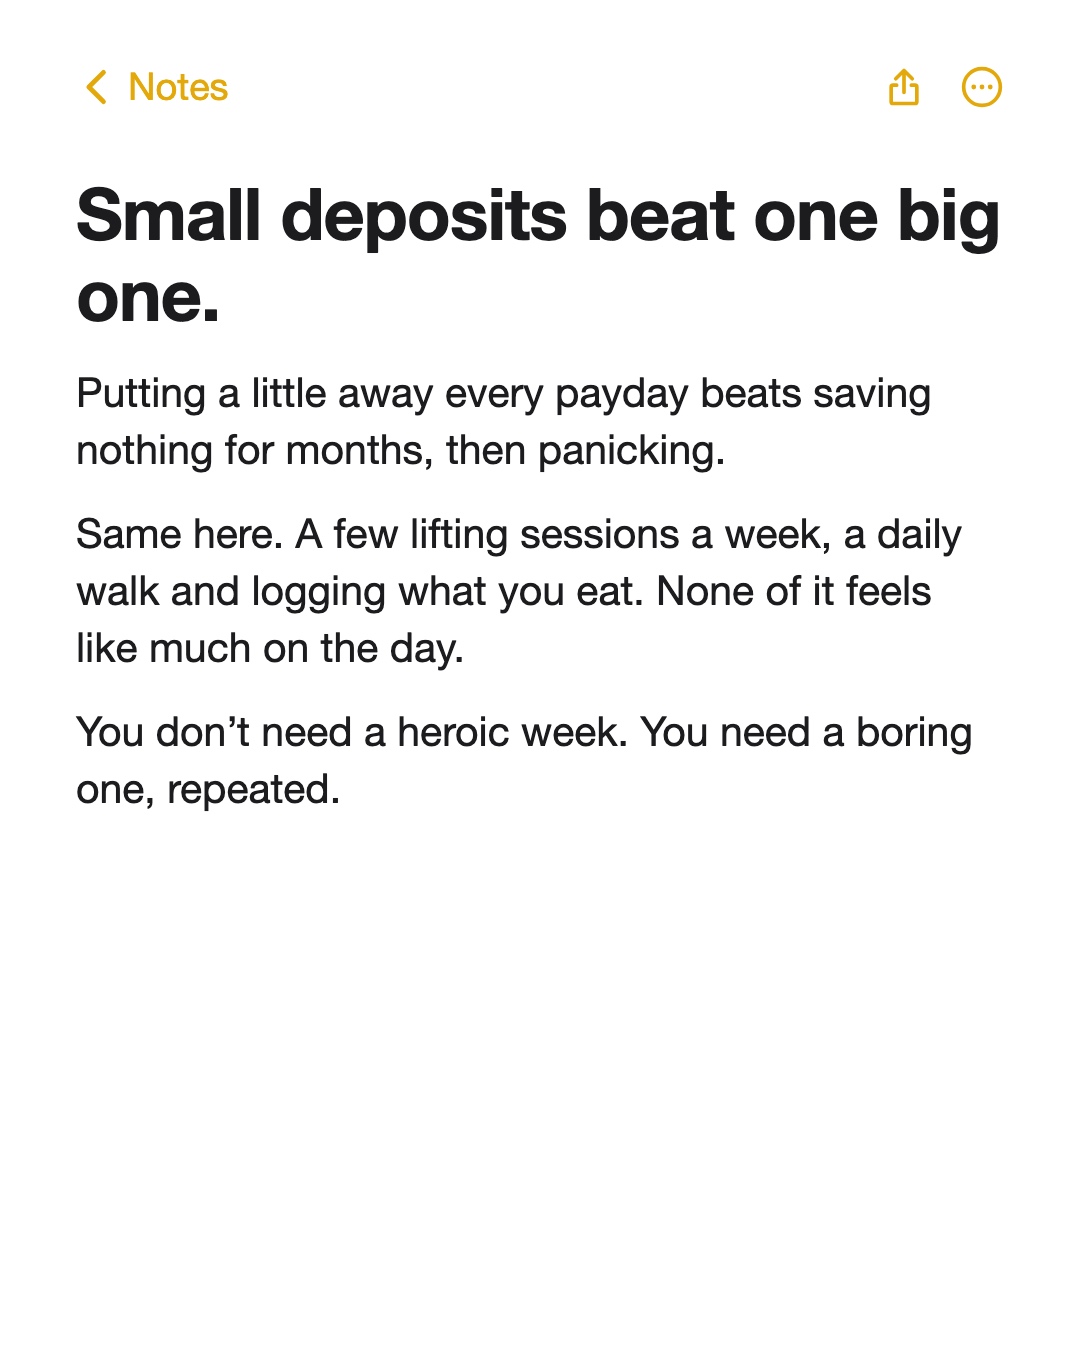 Notes
Small deposits beat one big
one.
Putting a little away every payday beats saving
nothing for months, then panicking.
Same here. A few lifting sessions a week, a daily
walk and logging what you eat. None of it feels
like much on the day.
You don’t need a heroic week. You need a boring
one, repeated.